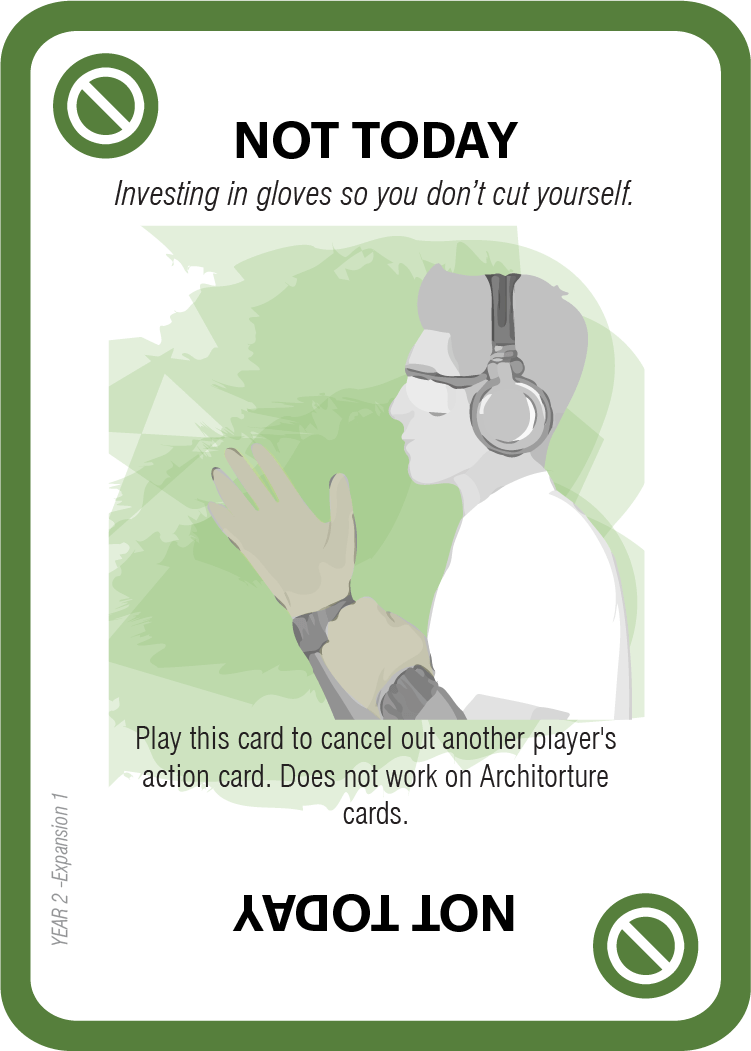 NOT TODAY
Investing in gloves so you don't cut yourself.
Play this card to cancel out another player's
action card. Does not work on Architorture
cards.
YEAR 2 -Expansion 1
NOT TODAY